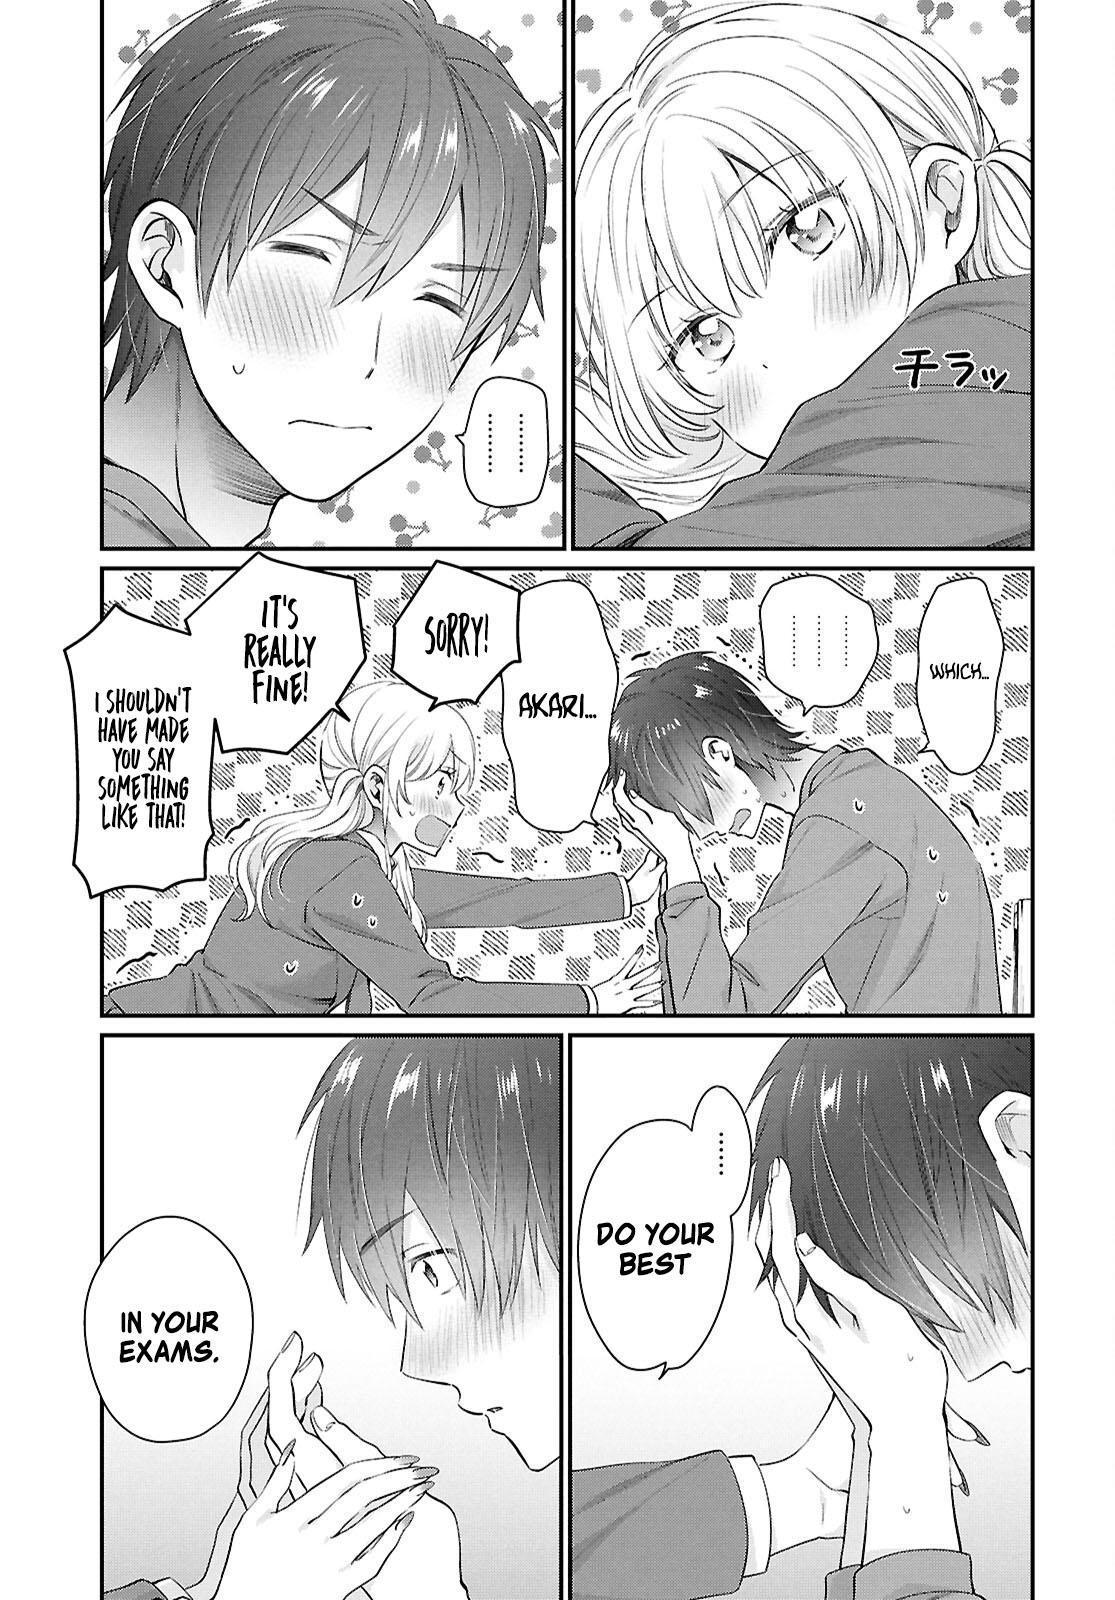 チラッ
⋯⋯⋯
⋯⋯⋯
WHICH...
⋯⋯⋯
⋯⋯⋯
AKARI...
SORRY!
IT'S
REALLY
FINE!
I SHOULDN'T
HAVE MADE
YOU SAY
SOMETHING
LIKE THAT!
⋯⋯
DO YOUR
BEST
IN YOUR
EXAMS.